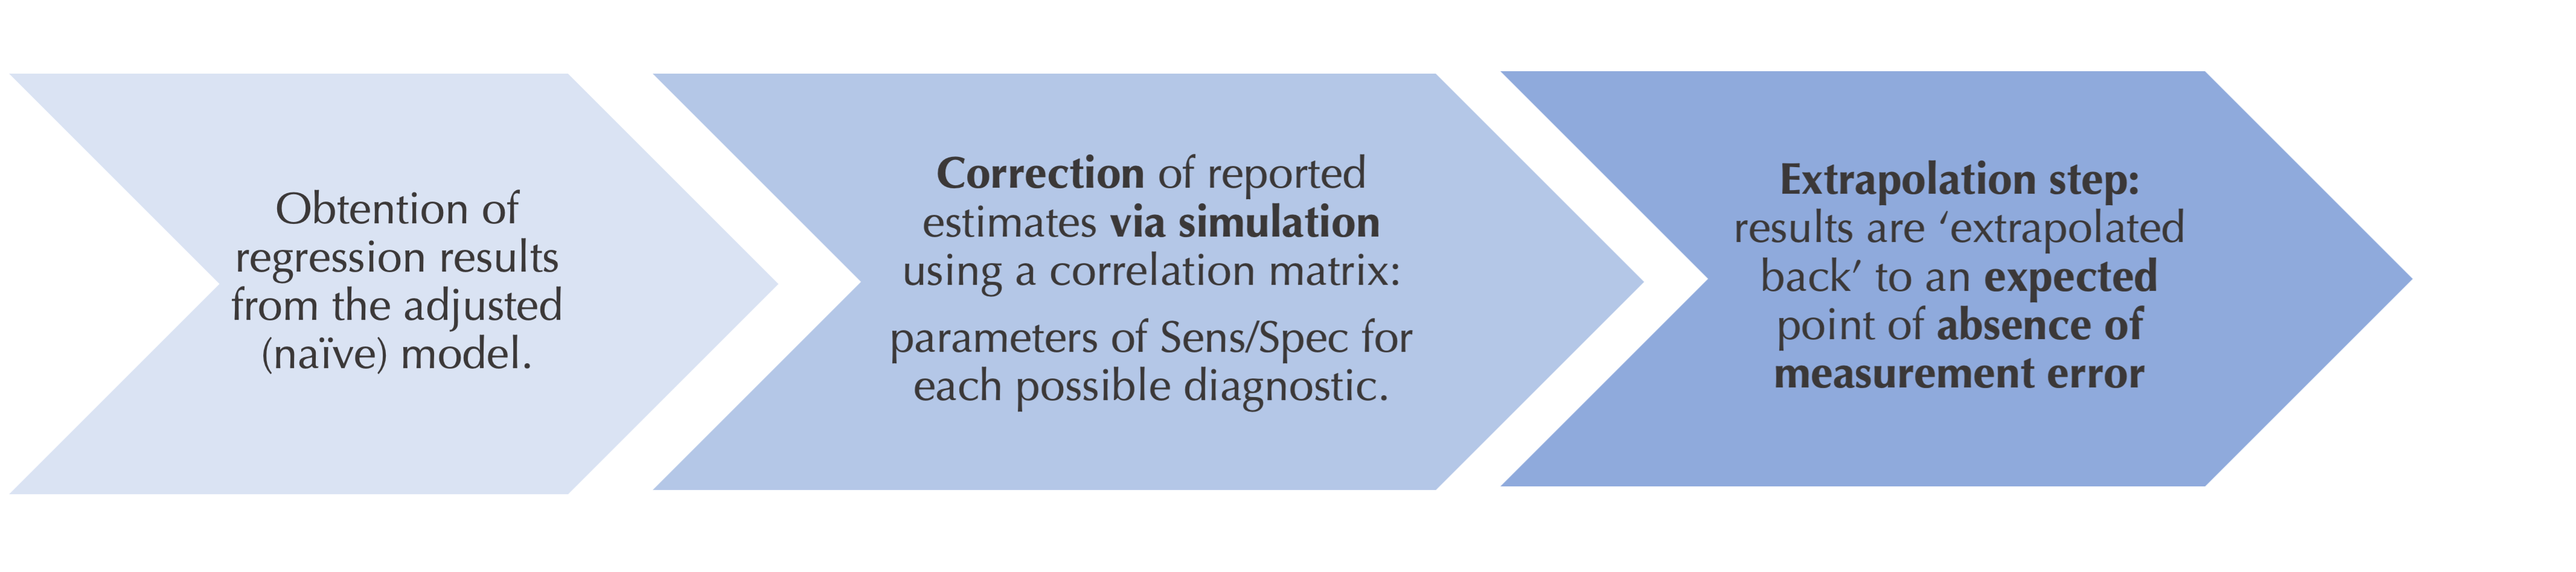 Obtention of
regression results
from the adjusted
(naïve) model.
Correction of reported
estimates via simulation
using a correlation matrix:
parameters of Sens/Spec for
each possible diagnostic.
Extrapolation step:
results are ‘extrapolated
back’ to an expected
point of absence of
measurement error